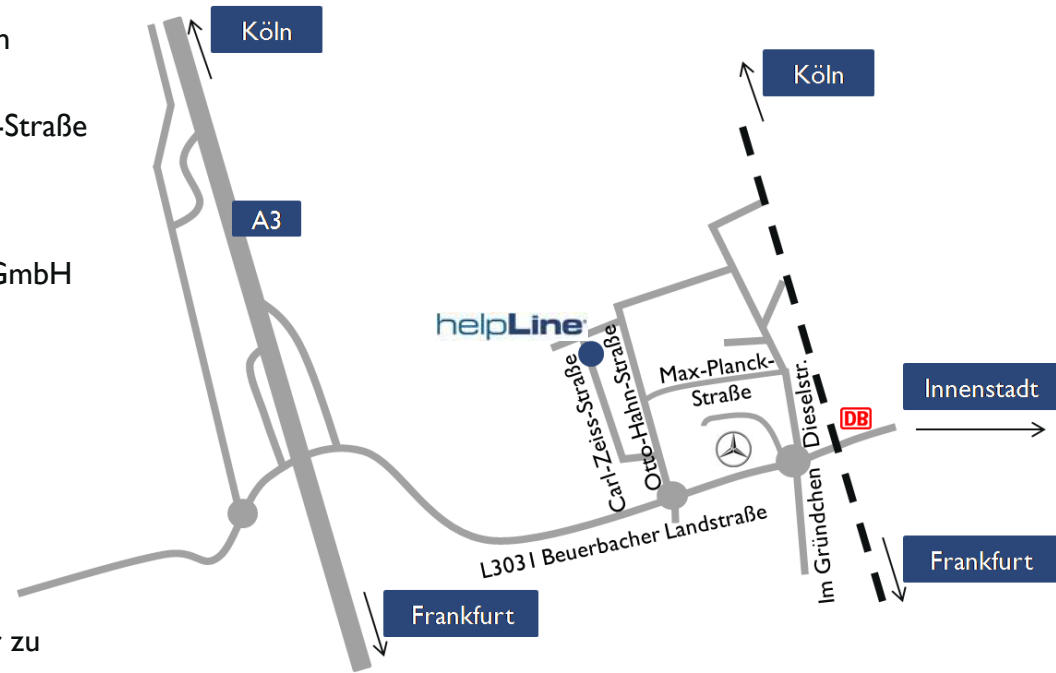 n
-Straße
GmbH
r zu
Köln
A3
Frankfurt
Köln
helpLine
Carl-Zeiss-Straße
Otto-Hahn-Straße
Max-Planck-
Straße
Dieselstr.
DB
Innenstadt
L3031 Beuerbacher Landstraße
Im Gründchen
Frankfurt